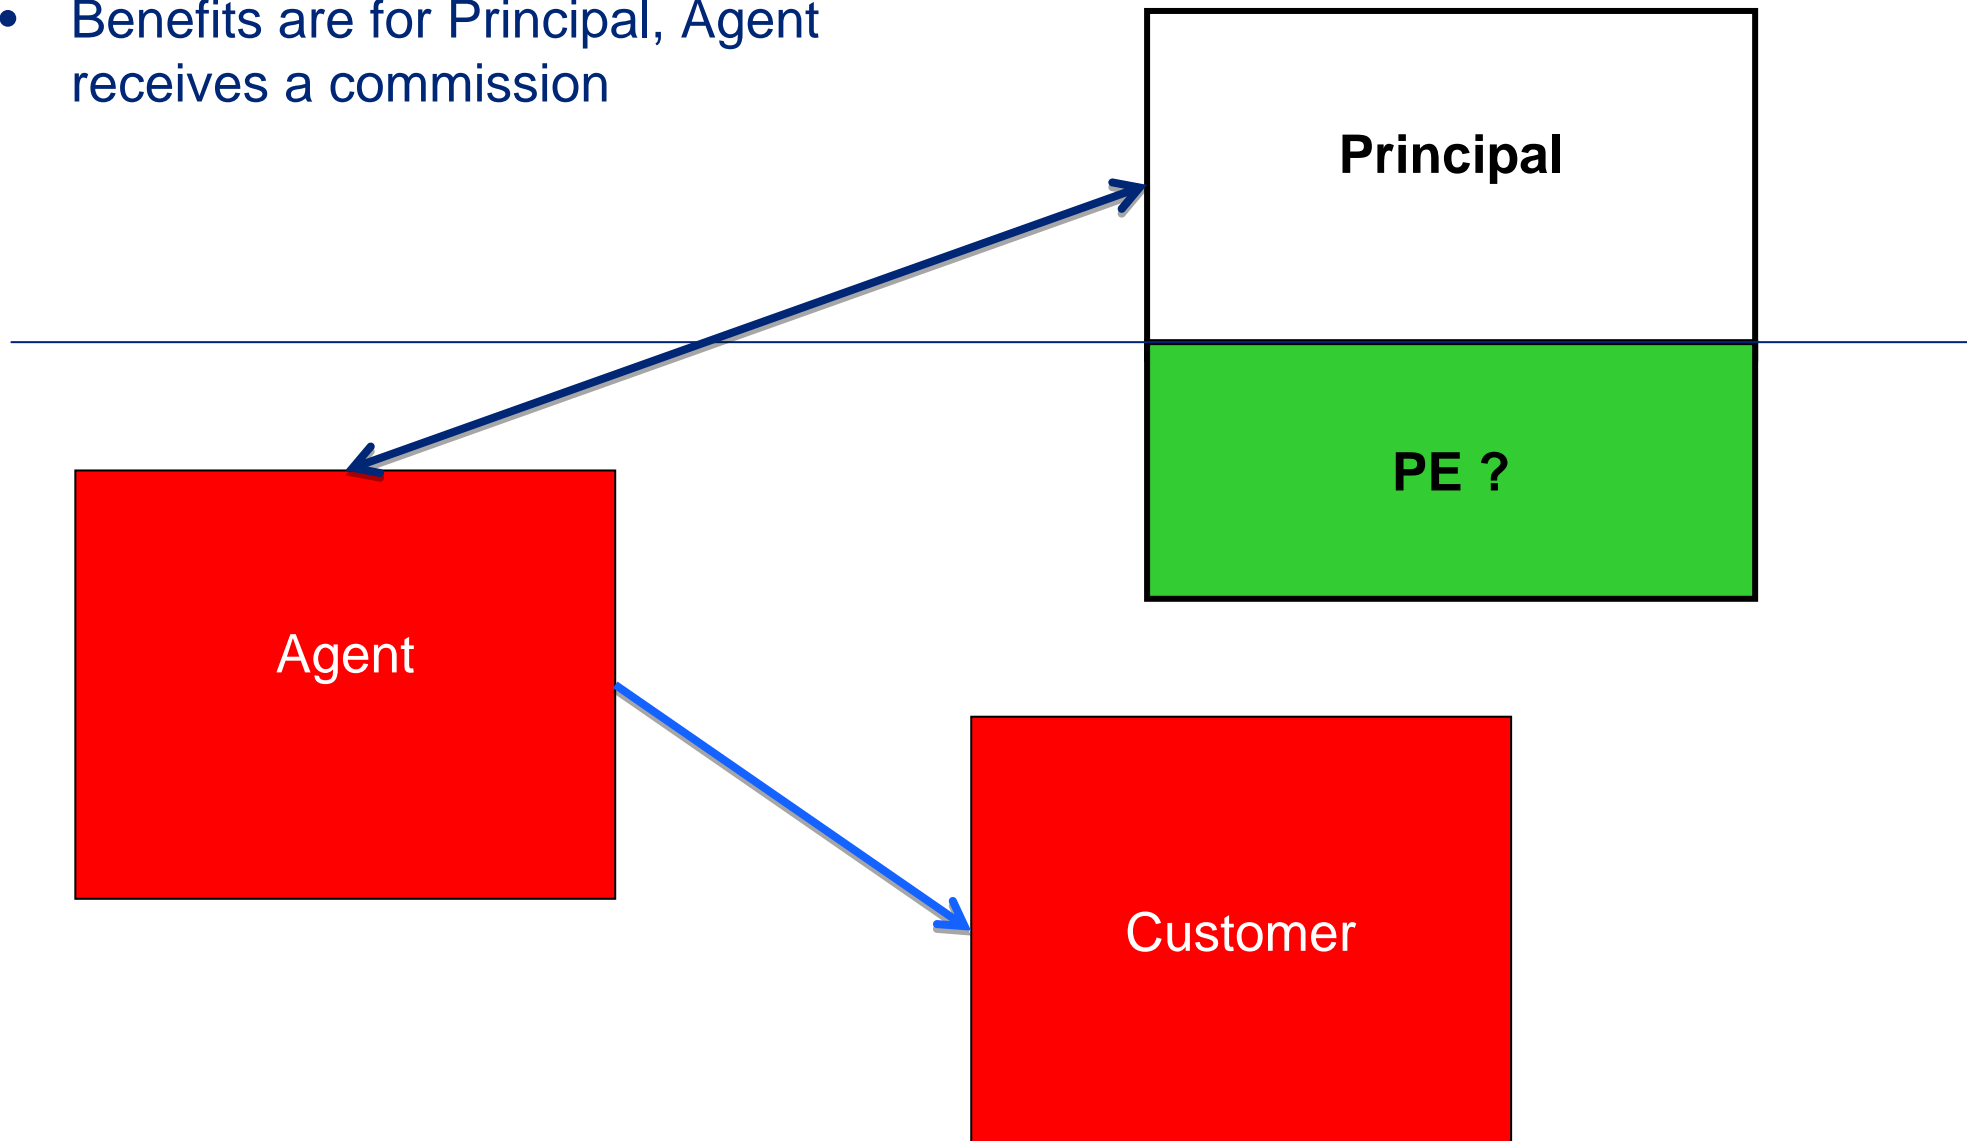 • Benefits are for Principal, Agent
receives a commission
Principal
PE ?
Agent
Customer